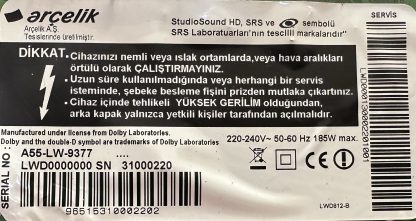 arçelik
Arçelik A.Ş.
Tesislerinde üretilmiştir.
StudioSound HD, SRS ve sembolü
SRS Laboratuarları'nın tescilli markalarıdır"
SERVİS
DİKKAT.
• Cihazınızı nemli veya ıslak ortamlarda,veya hava aralıkları
örtülü olarak ÇALIŞTIRMAYINIZ.
• Uzun süre kullanılmadığında veya herhangi bir servis
isteminde, şebeke besleme fişini prizden mutlaka çıkartınız.
• Cihaz içinde tehlikeli YÜKSEK GERİLİM olduğundan,
arka kapak yalnızca yetkili kişiler tarafından açılmalıdır.
Manufactured under license from Dolby Laboratories.
Dolby and the double-D symbol are trademarks of Dolby Laboratories.
220-240V~ 50-60 Hz 185W max.
SERIAL NO
A55-LW-9377 ....
LWD0000000 SN 31000220
96515310002202
LWD812-B